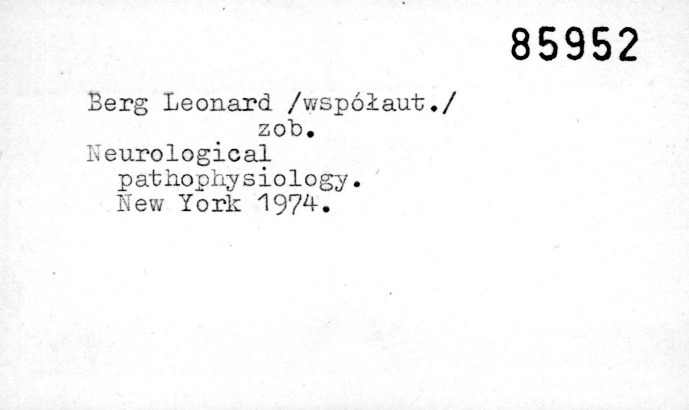 85952
Berg Leonard /współaut./
zob.
Neurological
pathophysiology.
New York 1974.